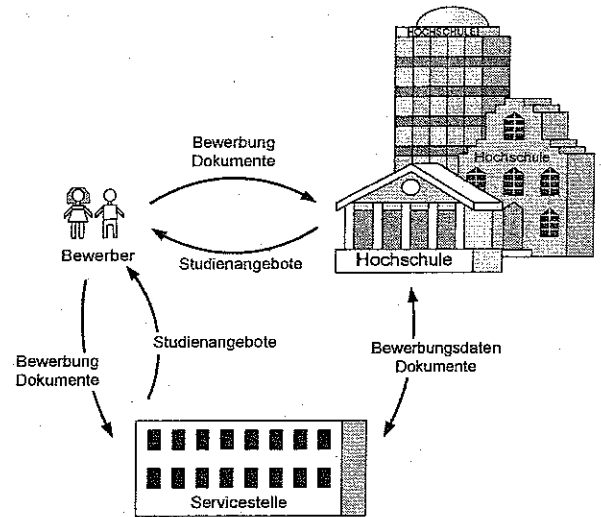 HOCHSCHULE
Bewerbung
Dokumente
Hochschule
Bewerber
Studienangebote
Hochschule
Bewerbung
Dokumente
Studienangebote
Bewerbungsdaten
Dokumente
Servicestelle